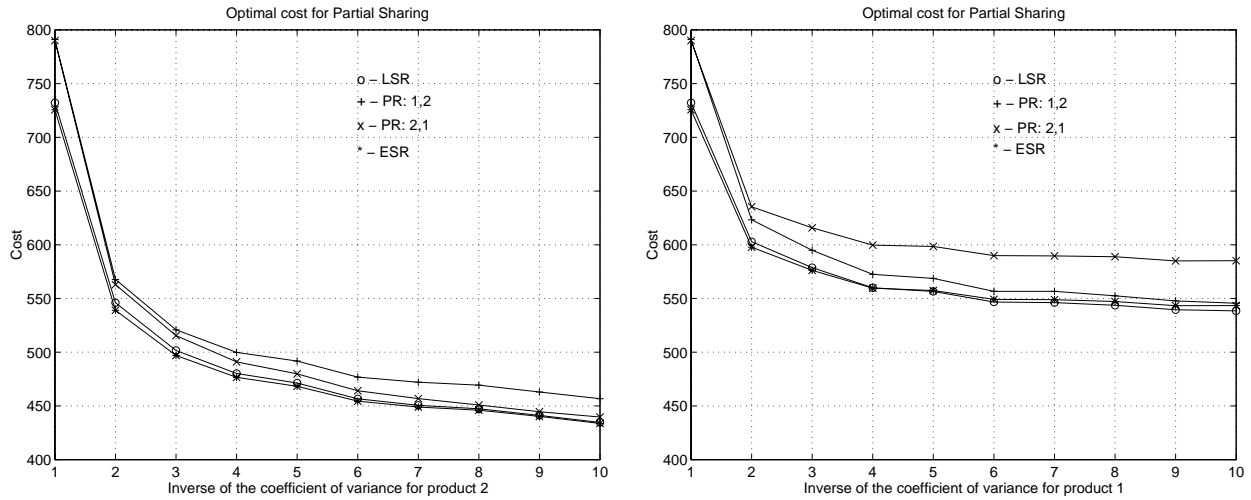 Optimal cost for Partial Sharing
800
750
700
650
600
550
500
450
400
Cost
o – LSR
+ – PR: 1,2
x – PR: 2,1
* – ESR
1 2 3 4 5 6 7 8 9 10
Inverse of the coefficient of variance for product 2
Optimal cost for Partial Sharing
800
750
700
650
600
550
500
450
400
Cost
o – LSR
+ – PR: 1,2
x – PR: 2,1
* – ESR
1 2 3 4 5 6 7 8 9 10
Inverse of the coefficient of variance for product 1